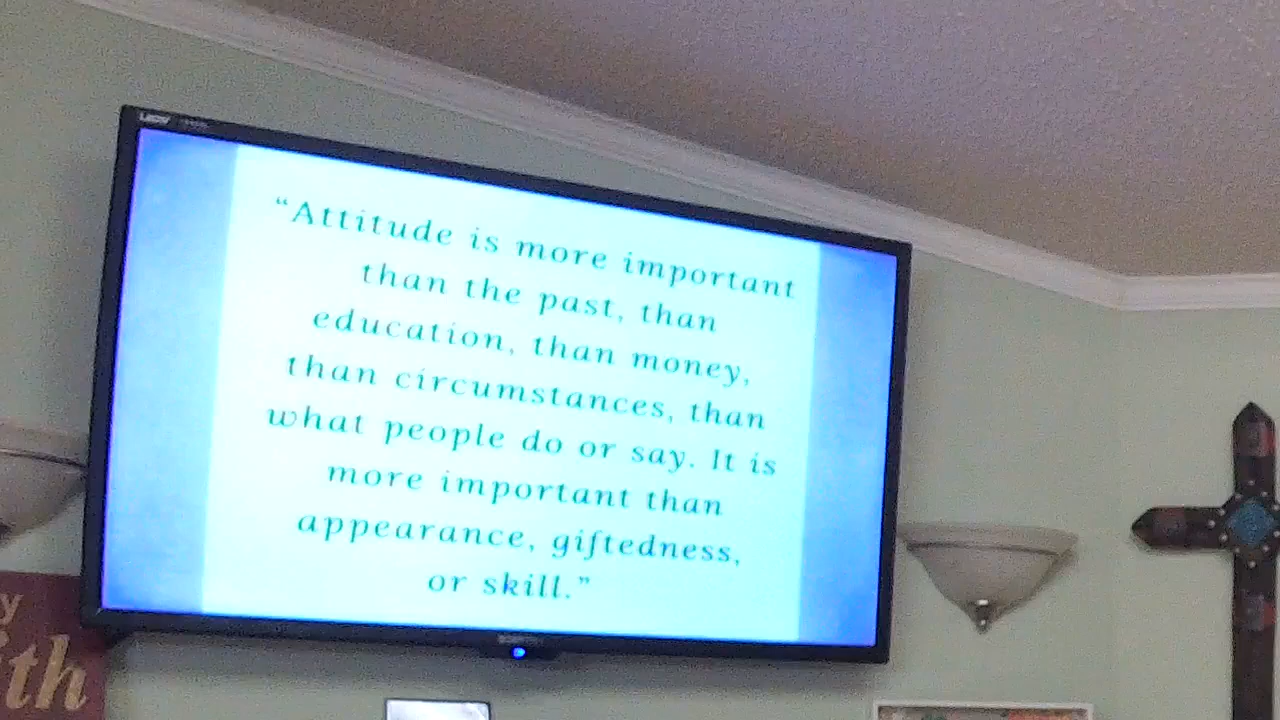 “Attitude is more important
than the past, than
education, than money,
than circumstances, than
what people do or say. It is
more important than
appearance, giftedness,
or skill.”
y
ith